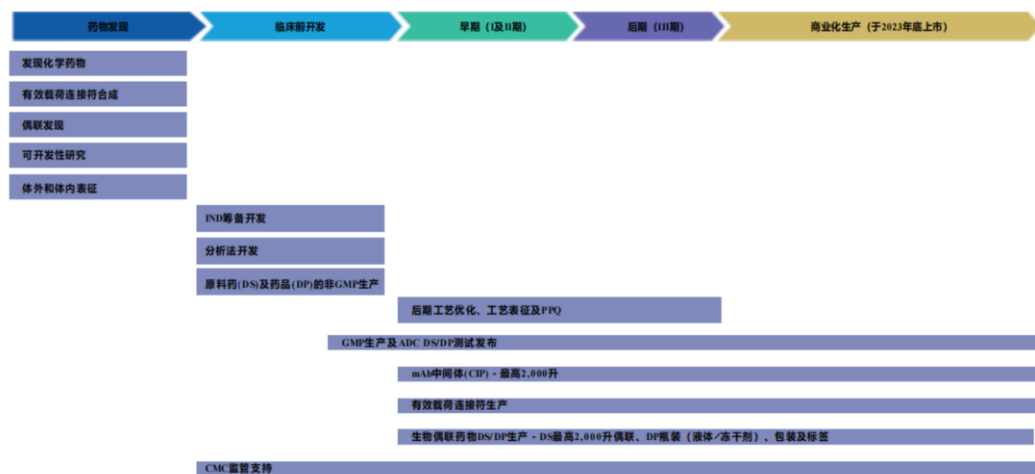 药物发现
临床前开发
早期（I及II期）
后期（III期）
商业化生产（于2023年底上市）
发现化学药物
有效载荷连接符合成
偶联发现
可开发性研究
体外和体内表征
IND筹备开发
分析法开发
原料药(DS)及药品(DP)的非GMP生产
后期工艺优化、工艺表征及PPQ
GMP生产及ADC DS/DP测试发布
mAb中间体(CIP) - 最高2,000升
有效载荷连接符生产
生物偶联药物DS/DP生产 - DS最高2,000升偶联、DP瓶装（液体/冻干剂）、包装及标签
CMC监管支持